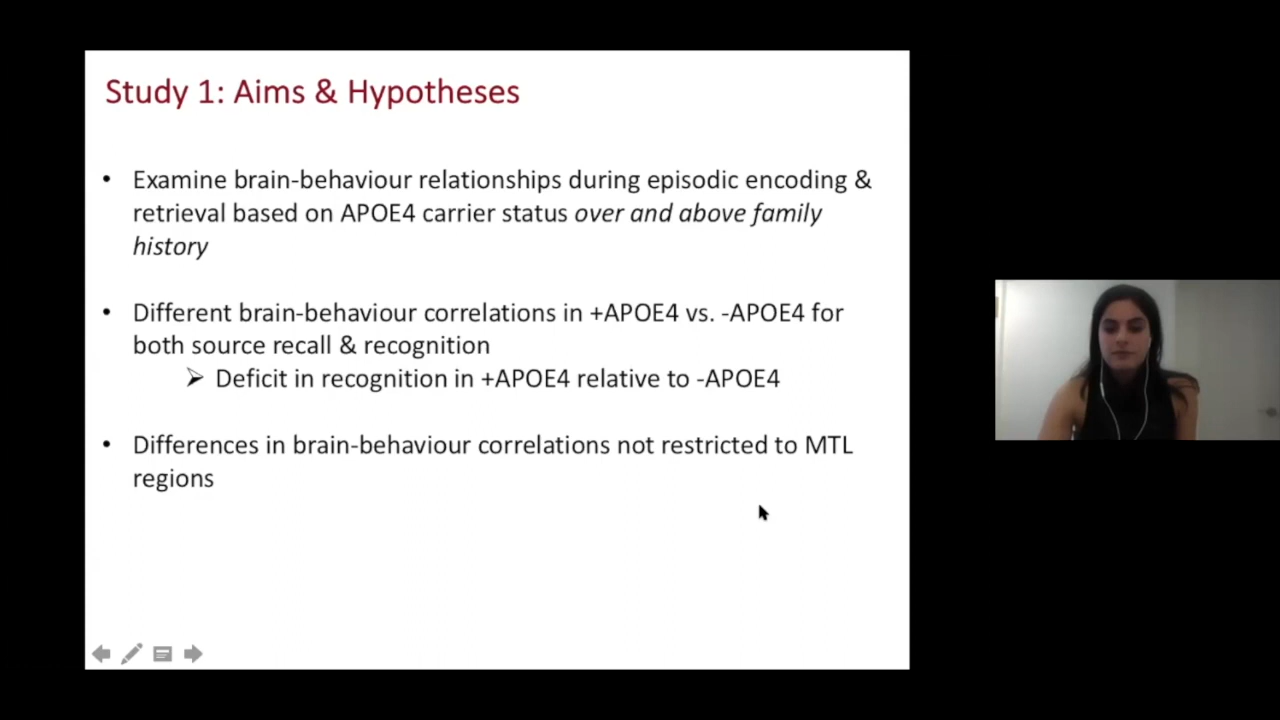 Study 1: Aims & Hypotheses
• Examine brain-behaviour relationships during episodic encoding &
retrieval based on APOE4 carrier status over and above family
history
• Different brain-behaviour correlations in +APOE4 vs. -APOE4 for
both source recall & recognition
➢ Deficit in recognition in +APOE4 relative to -APOE4
• Differences in brain-behaviour correlations not restricted to MTL
regions